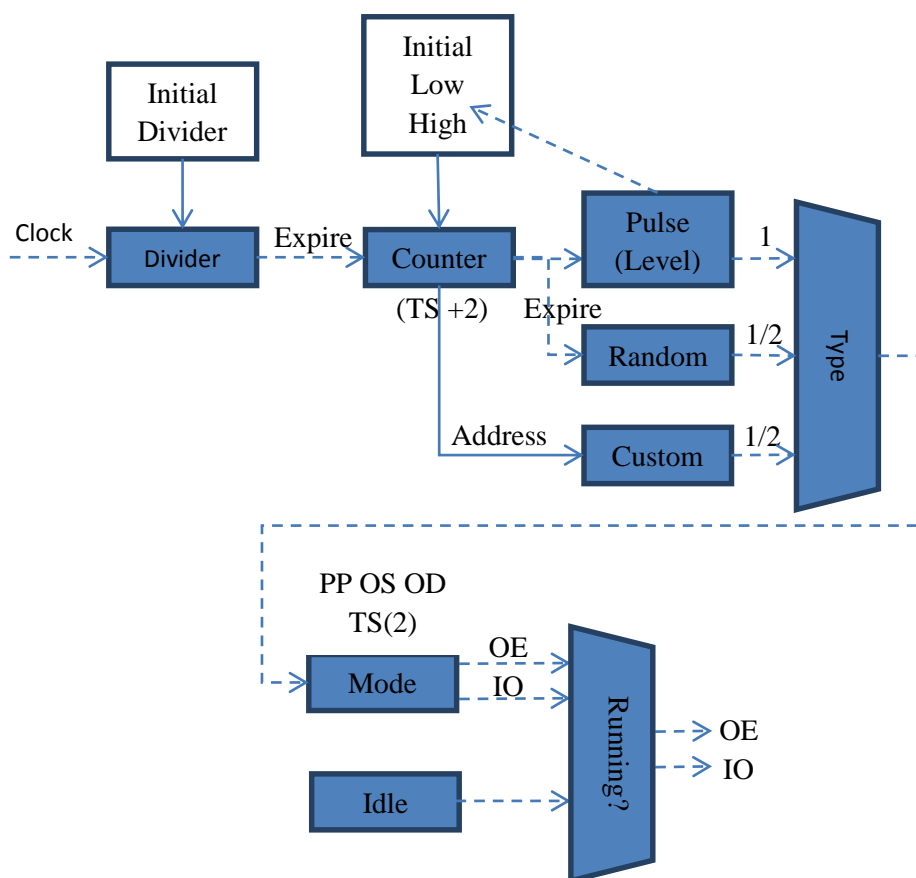 Initial
Divider
Initial
Low
High
Clock
Divider
Expire
Counter
(TS +2)
Expire
Pulse
(Level)
1
Random
1/2
Address
Custom
1/2
Type
PP OS OD
TS(2)
Mode
OE
IO
Idle
Running?
OE
IO